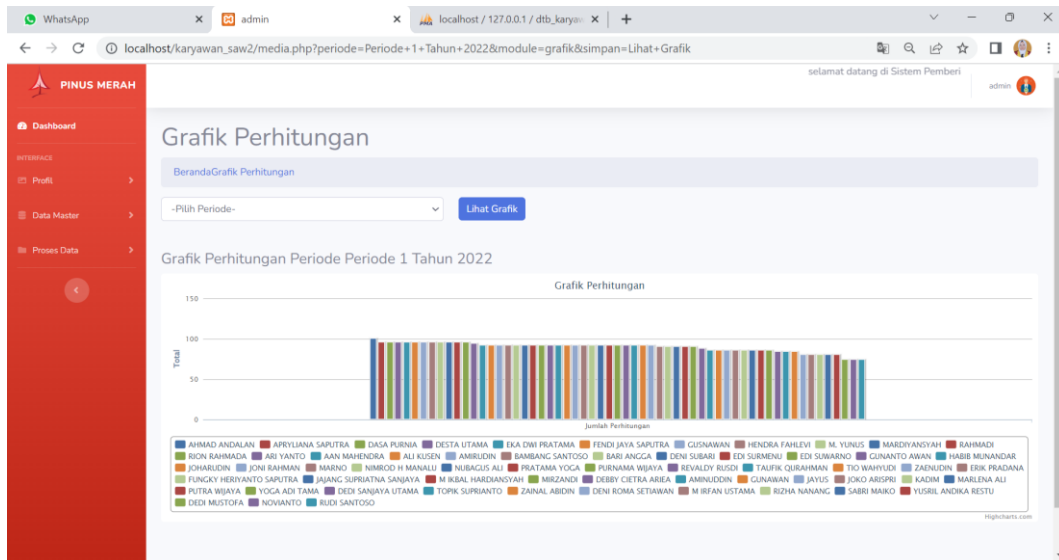 WhatsApp
admin
localhost / 127.0.0.1 / dtb_karyaw
localhost/karyawan_saw2/media.php?periode=Periode+1+Tahun+2022&module=grafik&simpan=Lihat+Grafik
PINUS MERAH
selamat datang di Sistem Pemberi
admin
Dashboard
INTERFACE
Profil
Data Master
Proses Data
Grafik Perhitungan
BerandaGrafik Perhitungan
-Pilih Periode-
Lihat Grafik
Grafik Perhitungan Periode Periode 1 Tahun 2022
Grafik Perhitungan
150
100
50
0
Total
Jumlah Perhitungan
AHMAD ANDALAN APRYLIANA SAPUTRA DASA PURNIA DESTA UTAMA EKA DWI PRATAMA FENDI JAYA SAPUTRA GUSNAWAN HENDRA FAHLEVI M. YUNUS MARDIYANSYAH RAHMADI
RION RAHMADA ARI YANTO AAN MAHENDRA ALI KUSEN AMIRUDIN BAMBANG SANTOSO BARI ANGGA DENI SUBARI EDI SURMENU EDI SUWARNO GUNANTO AWAN HABIB MUNANDAR
JOHARUDIN JONI RAHMAN MARNO NIMROD H MANALU NUBAGUS ALI PRATAMA YOGA PURNAMA WIJAYA REVALDY RUSDI TAUFIK QURAHMAN TIO WAHYUDI ZAENUDIN ERIK PRADANA
FUNGKY HERIYANTO SAPUTRA JAJANG SUPRIATNA SANJAYA M IKBAL HARDIANSYAH MIRZANDI DEBBY CIETRA ARIEA AMINUDDIN GUNAWAN JAYUS JOKO ARISPRI KADIM MARLENA ALI
PUTRA WIJAYA YOGA ADI TAMA DEDI SANJAYA UTAMA TOPIK SUPRIANTO ZAINAL ABIDIN DENI ROMA SETIAWAN M IRFAN USTAMA RIZHA NANANG SABRI MAIKO YUSRIL ANDIKA RESTU
DEDI MUSTOFA NOVIANTO RUDI SANTOSO
Highcharts.com